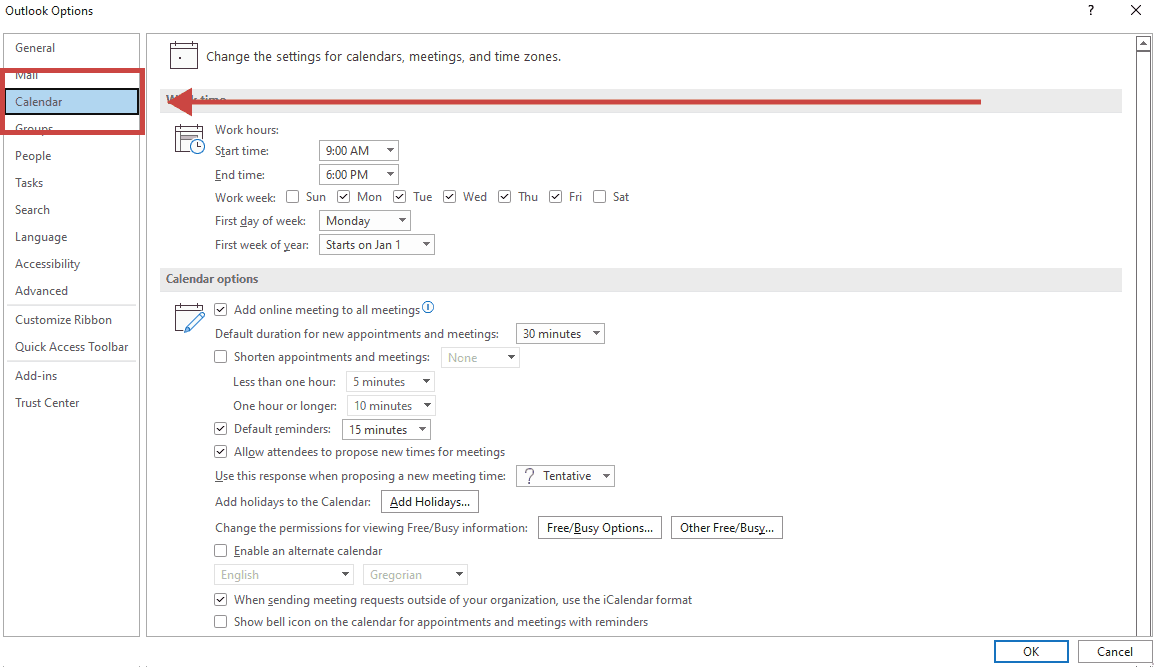 Outlook Options
?
General
Mail
Calendar
Groups
People
Tasks
Search
Language
Accessibility
Advanced
Customize Ribbon
Quick Access Toolbar
Add-ins
Trust Center
Change the settings for calendars, meetings, and time zones.
Work time
Work hours:
Start time: 9:00 AM
End time: 6:00 PM
Work week: Sun Mon Tue Wed Thu Fri Sat
First day of week: Monday
First week of year: Starts on Jan 1
Calendar options
Add online meeting to all meetings
Default duration for new appointments and meetings: 30 minutes
Shorten appointments and meetings: None
Less than one hour: 5 minutes
One hour or longer: 10 minutes
Default reminders: 15 minutes
Allow attendees to propose new times for meetings
Use this response when proposing a new meeting time: ? Tentative
Add holidays to the Calendar: Add Holidays...
Change the permissions for viewing Free/Busy information: Free/Busy Options... Other Free/Busy...
Enable an alternate calendar
English Gregorian
When sending meeting requests outside of your organization, use the iCalendar format
Show bell icon on the calendar for appointments and meetings with reminders
OK Cancel